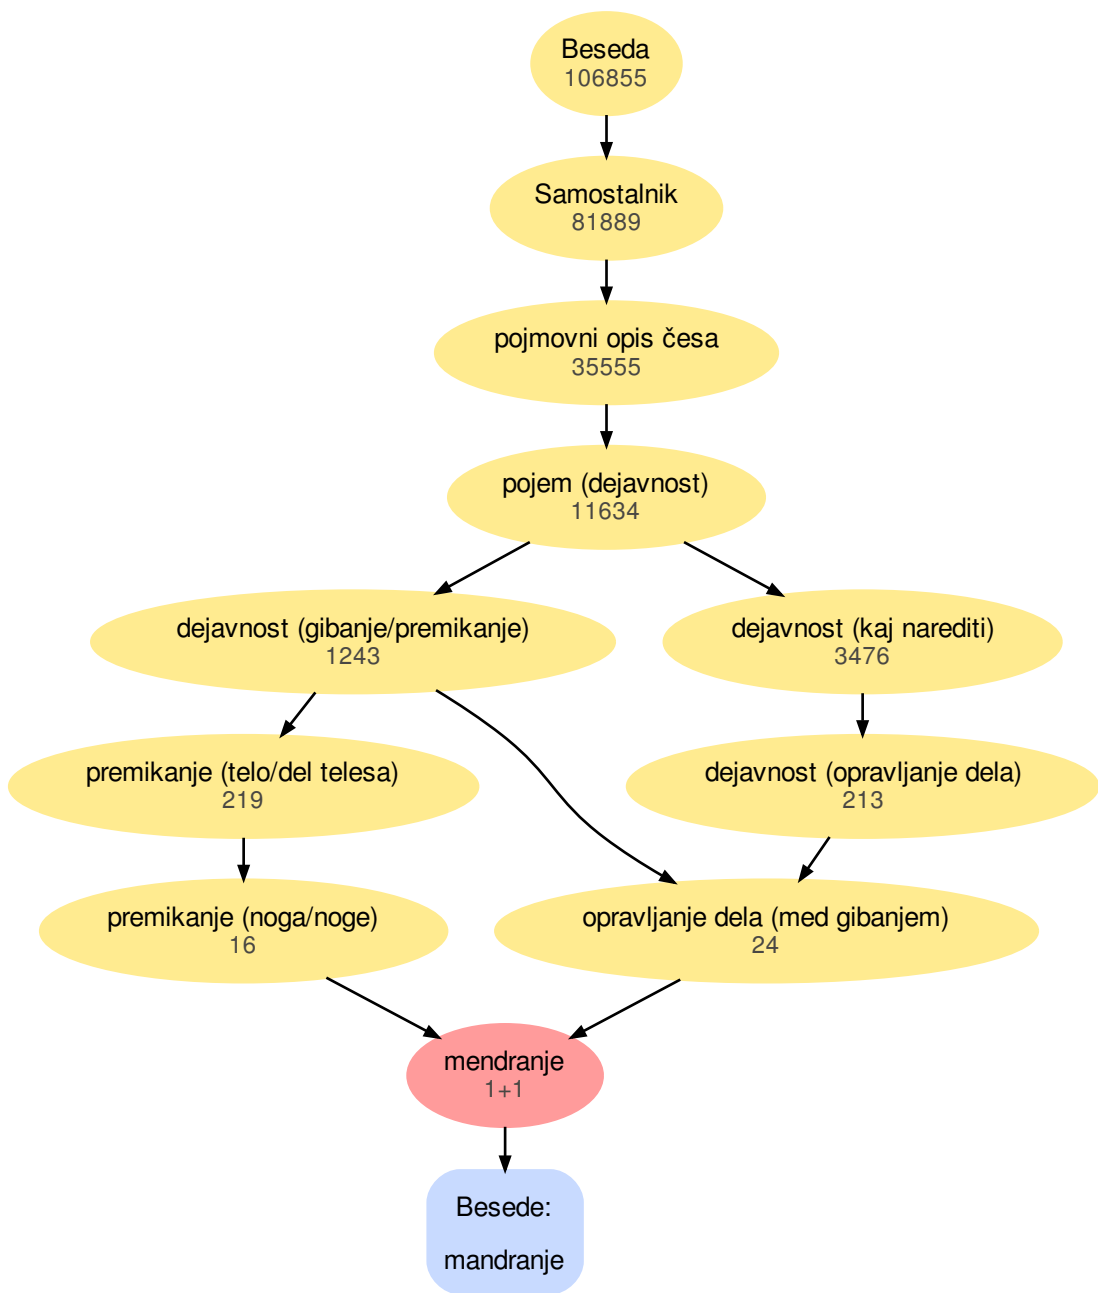 Beseda
106855
Samostalnik
81889
pojmovni opis česa
35555
pojem (dejavnost)
11634
dejavnost (gibanje/premikanje)
1243
dejavnost (kaj narediti)
3476
premikanje (telo/del telesa)
219
dejavnost (opravljanje dela)
213
premikanje (noga/noge)
16
opravljanje dela (med gibanjem)
24
mendranje
1+1
Besede:
mandranje